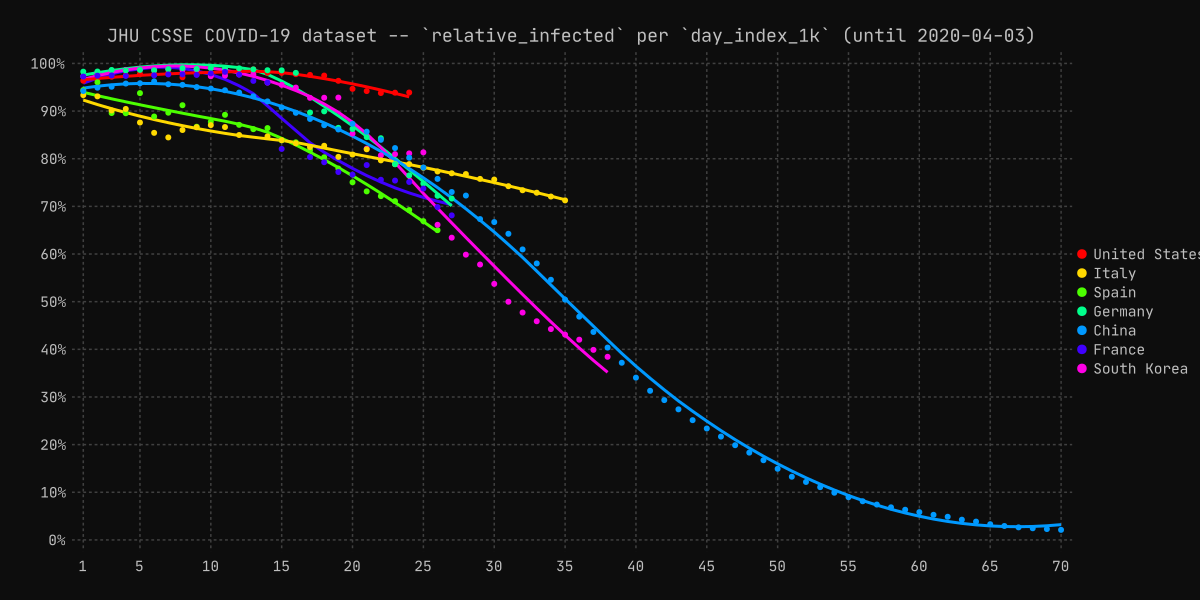 JHU CSSE COVID-19 dataset -- `relative_infected` per `day_index_1k` (until 2020-04-03)
100%
90%
80%
70%
60%
50%
40%
30%
20%
10%
0%
1 5 10 15 20 25 30 35 40 45 50 55 60 65 70
United States
Italy
Spain
Germany
China
France
South Korea